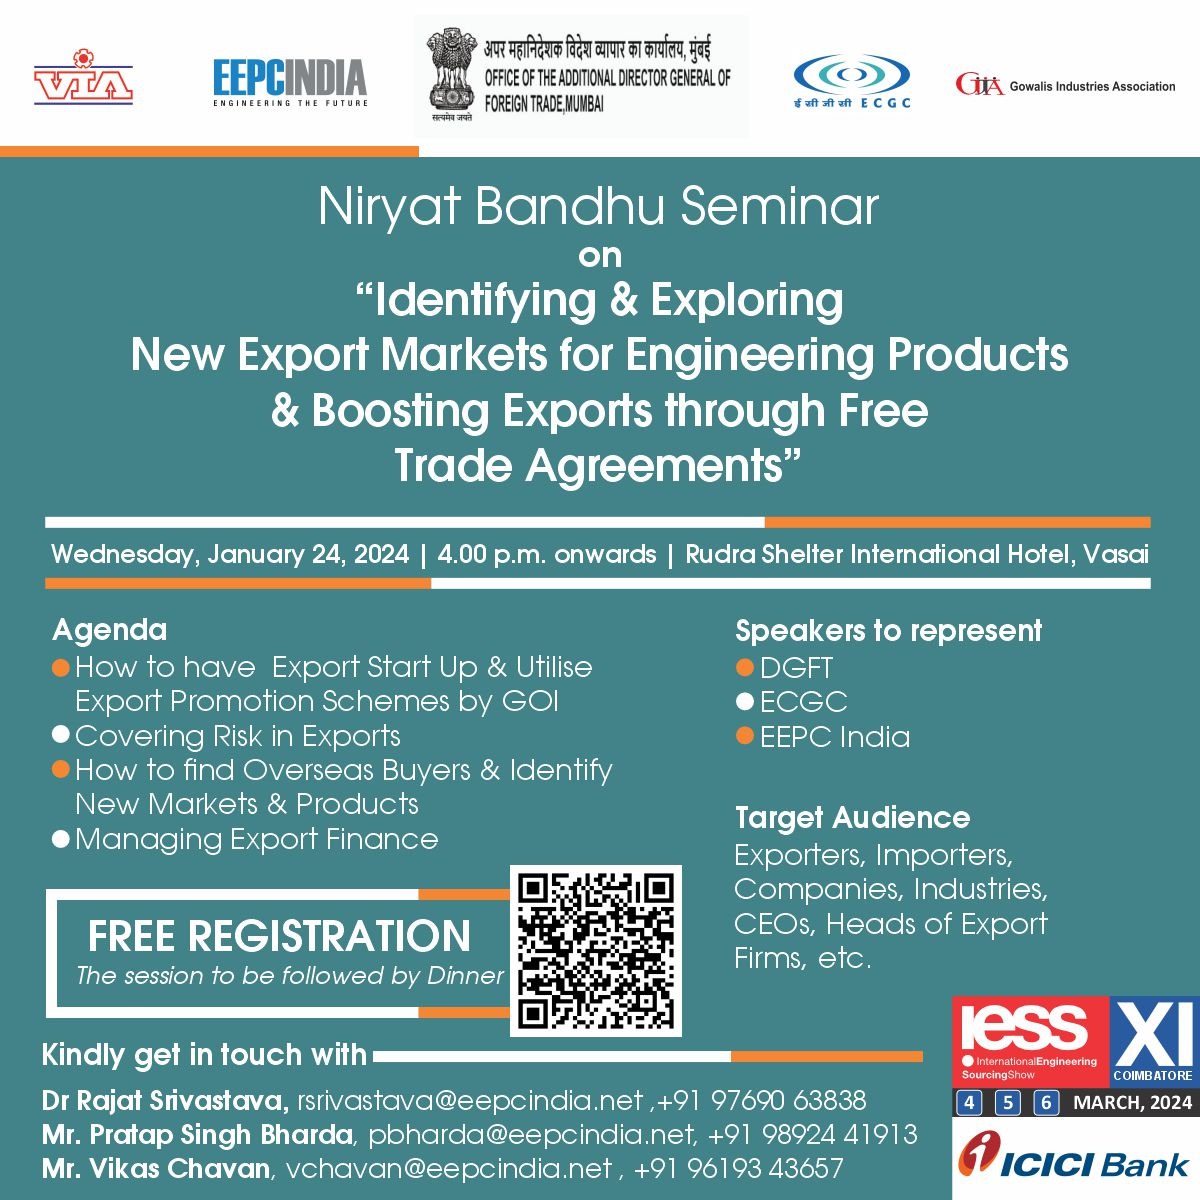 VIA
EEPCINDIA
ENGINEERING THE FUTURE
अपर महानिदेशक विदेश व्यापार का कार्यालय, मुंबई
OFFICE OF THE ADDITIONAL DIRECTOR GENERAL OF
FOREIGN TRADE,MUMBAI
सत्यमेव जयते
ई सी जी सी ECGC
GIA Gowalis Industries Association
Niryat Bandhu Seminar
on
“Identifying & Exploring
New Export Markets for Engineering Products
& Boosting Exports through Free
Trade Agreements”
Wednesday, January 24, 2024 | 4.00 p.m. onwards | Rudra Shelter International Hotel, Vasai
Agenda
How to have Export Start Up & Utilise
Export Promotion Schemes by GOI
Covering Risk in Exports
How to find Overseas Buyers & Identify
New Markets & Products
Managing Export Finance
Speakers to represent
DGFT
ECGC
EEPC India
Target Audience
Exporters, Importers,
Companies, Industries,
CEOs, Heads of Export
Firms, etc.
FREE REGISTRATION
The session to be followed by Dinner
Kindly get in touch with
Dr Rajat Srivastava, rsrivastava@eepcindia.net ,+91 97690 63838
Mr. Pratap Singh Bharda, pbharda@eepcindia.net, +91 98924 41913
Mr. Vikas Chavan, vchavan@eepcindia.net , +91 96193 43657
IESS XI
InternationalEngineering
SourcingShow
COIMBATORE
4 5 6 MARCH, 2024
ICICI Bank